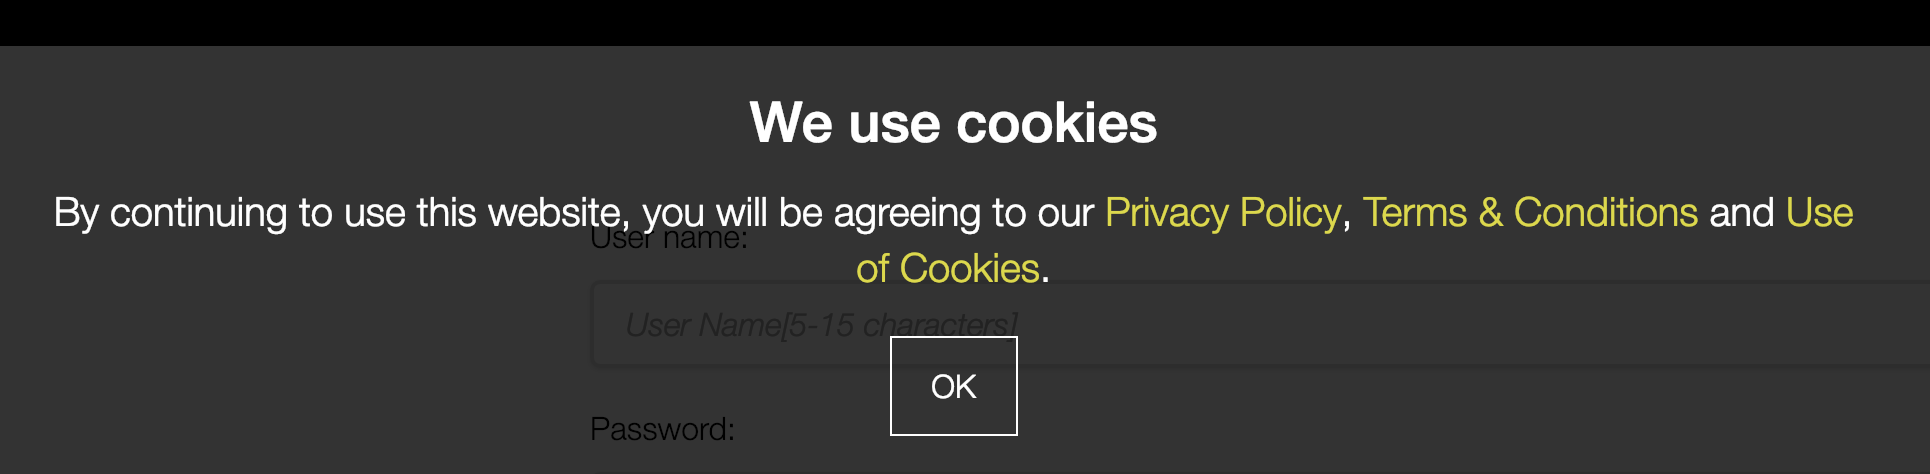 We use cookies
By continuing to use this website, you will be agreeing to our Privacy Policy, Terms & Conditions and Use
User name:
of Cookies.
User Name[5-15 characters]
OK
Password: